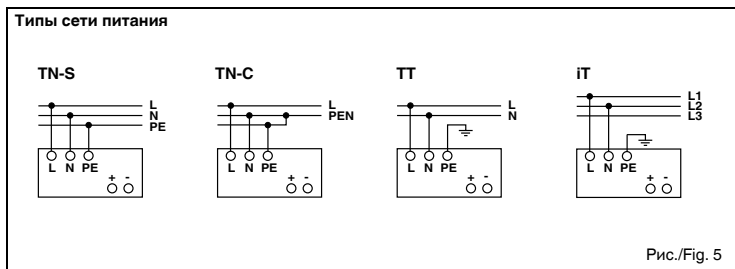 Типы сети питания
TN-S
L
N
PE
L N PE
+ -
TN-C
L
PEN
L N PE
+ -
TT
L
N
L N PE
+ -
iT
L1
L2
L3
L N PE
+ -
Рис./Fig. 5